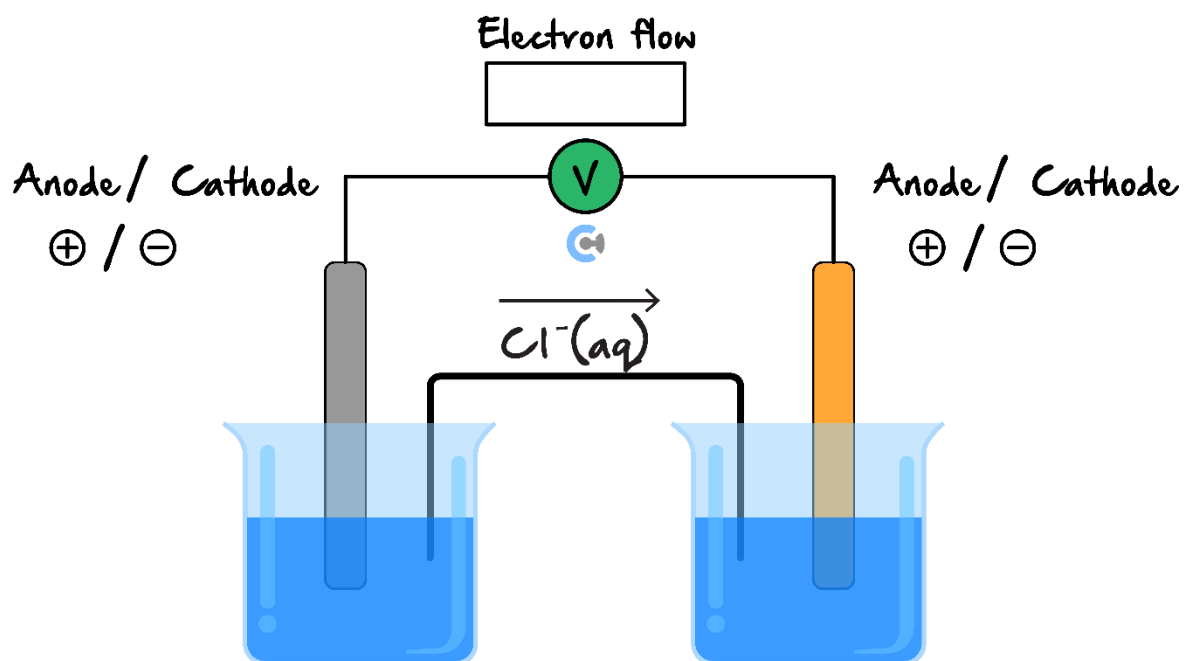 Electron flow
V
Anode/ Cathode
⊕ / ⊖
Anode/ Cathode
⊕ / ⊖
Cl⁻(aq)